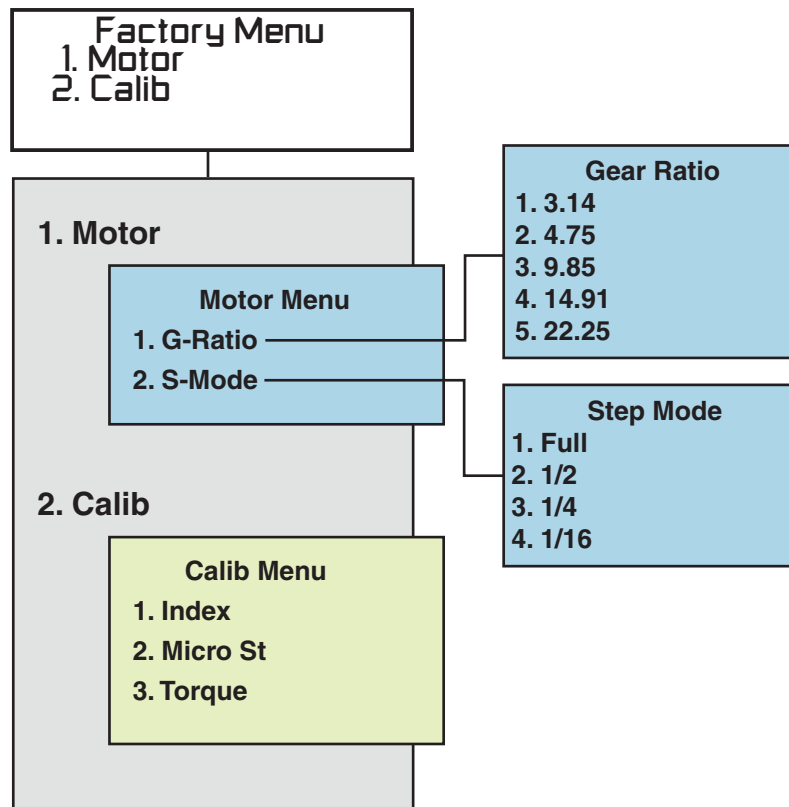 Factory Menu
1. Motor
2. Calib
1. Motor
Motor Menu
1. G-Ratio
2. S-Mode
Gear Ratio
1. 3.14
2. 4.75
3. 9.85
4. 14.91
5. 22.25
Step Mode
1. Full
2. 1/2
3. 1/4
4. 1/16
2. Calib
Calib Menu
1. Index
2. Micro St
3. Torque